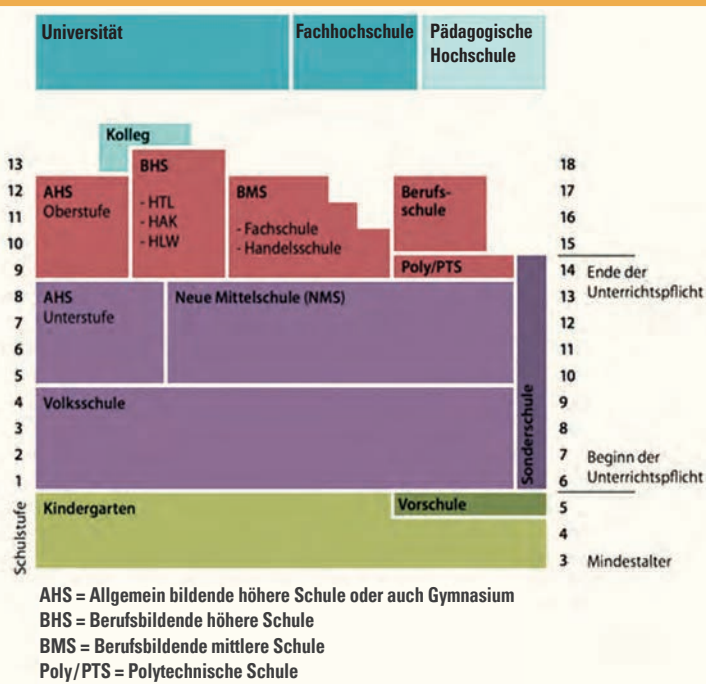 Universität
Fachhochschule
Pädagogische
Hochschule
Kolleg
13
BHS
18
12
AHS
- HTL
BMS
Berufs-
17
11
Oberstufe
- HAK
- Fachschule
schule
16
10
- HLW
- Handelsschule
15
9
Poly/PTS
14
Ende der
Unterrichtspflicht
8
AHS
Neue Mittelschule (NMS)
13
7
Unterstufe
12
6
11
5
10
4
Volksschule
9
3
8
2
7
Beginn der
Unterrichtspflicht
1
6
Sonderschule
Kindergarten
Vorschule
5
4
3
Mindestalter
Schulstufe
AHS = Allgemein bildende höhere Schule oder auch Gymnasium
BHS = Berufsbildende höhere Schule
BMS = Berufsbildende mittlere Schule
Poly/PTS = Polytechnische Schule